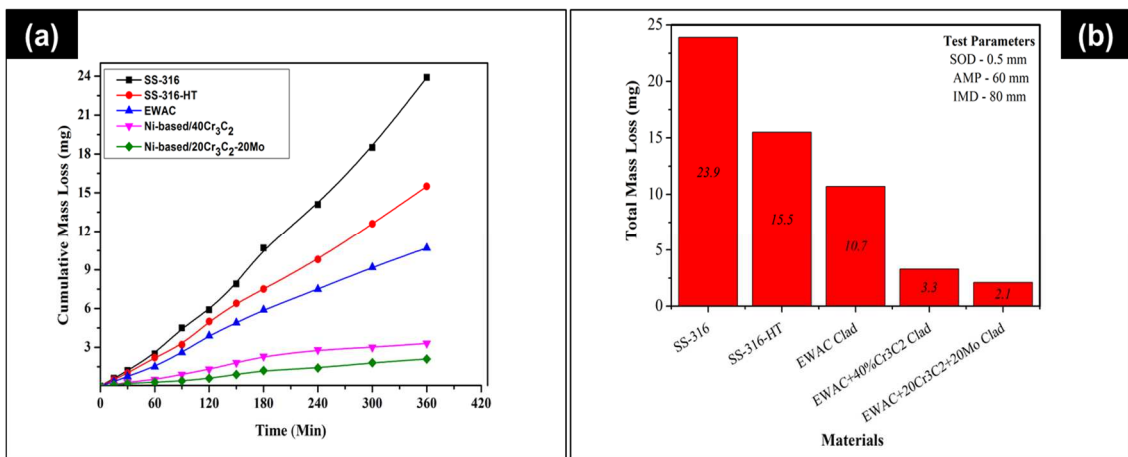 (a)
24
21
18
15
12
9
6
3
0 60 120 180 240 300 360 420
Cumulative Mass Loss (mg)
Time (Min)
SS-316
SS-316-HT
EWAC
Ni-based/40Cr₃C₂
Ni-based/20Cr₃C₂-20Mo
(b)
25
20
15
10
5
0
Total Mass Loss (mg)
Test Parameters
SOD - 0.5 mm
AMP - 60 mm
IMD - 80 mm
23.9
15.5
10.7
3.3
2.1
SS-316
SS-316-HT
EWAC Clad
EWAC+40%Cr3C2 Clad
EWAC+20Cr3C2+20Mo Clad
Materials